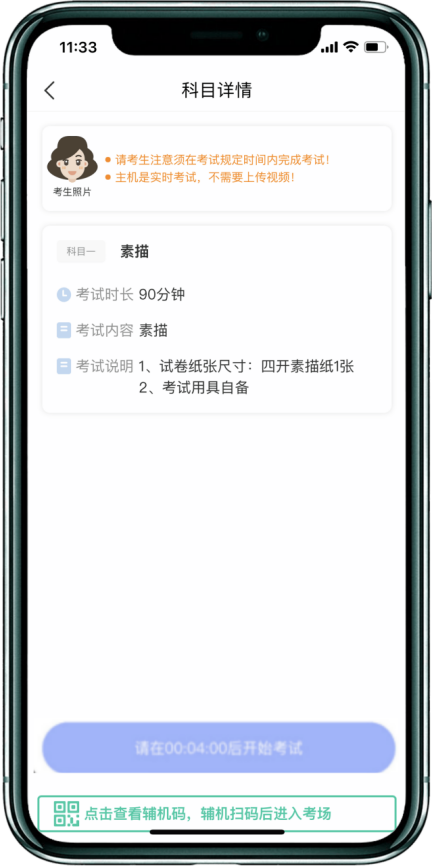 11:33
科目详情
请考生注意须在考试规定时间内完成考试!
主机是实时考试，不需要上传视频!
考生照片
科目一 素描
考试时长 90分钟
考试内容 素描
考试说明 1、试卷纸张尺寸：四开素描纸1张
2、考试用具自备
请在00:04:00后开始考试
点击查看辅机码，辅机扫码后进入考场